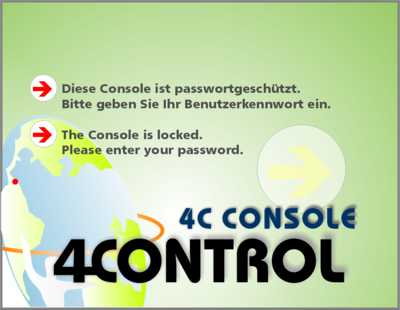 Diese Console ist passwortgeschützt.
Bitte geben Sie Ihr Benutzerkennwort ein.
The Console is locked.
Please enter your password.
4C CONSOLE
4CONTROL